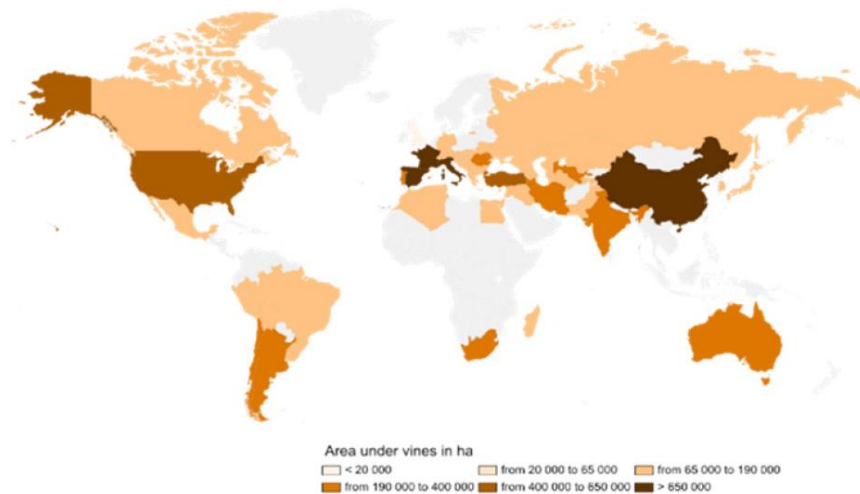 Area under vines in ha
< 20 000 from 20 000 to 65 000 from 65 000 to 190 000
from 190 000 to 400 000 from 400 000 to 650 000 > 650 000